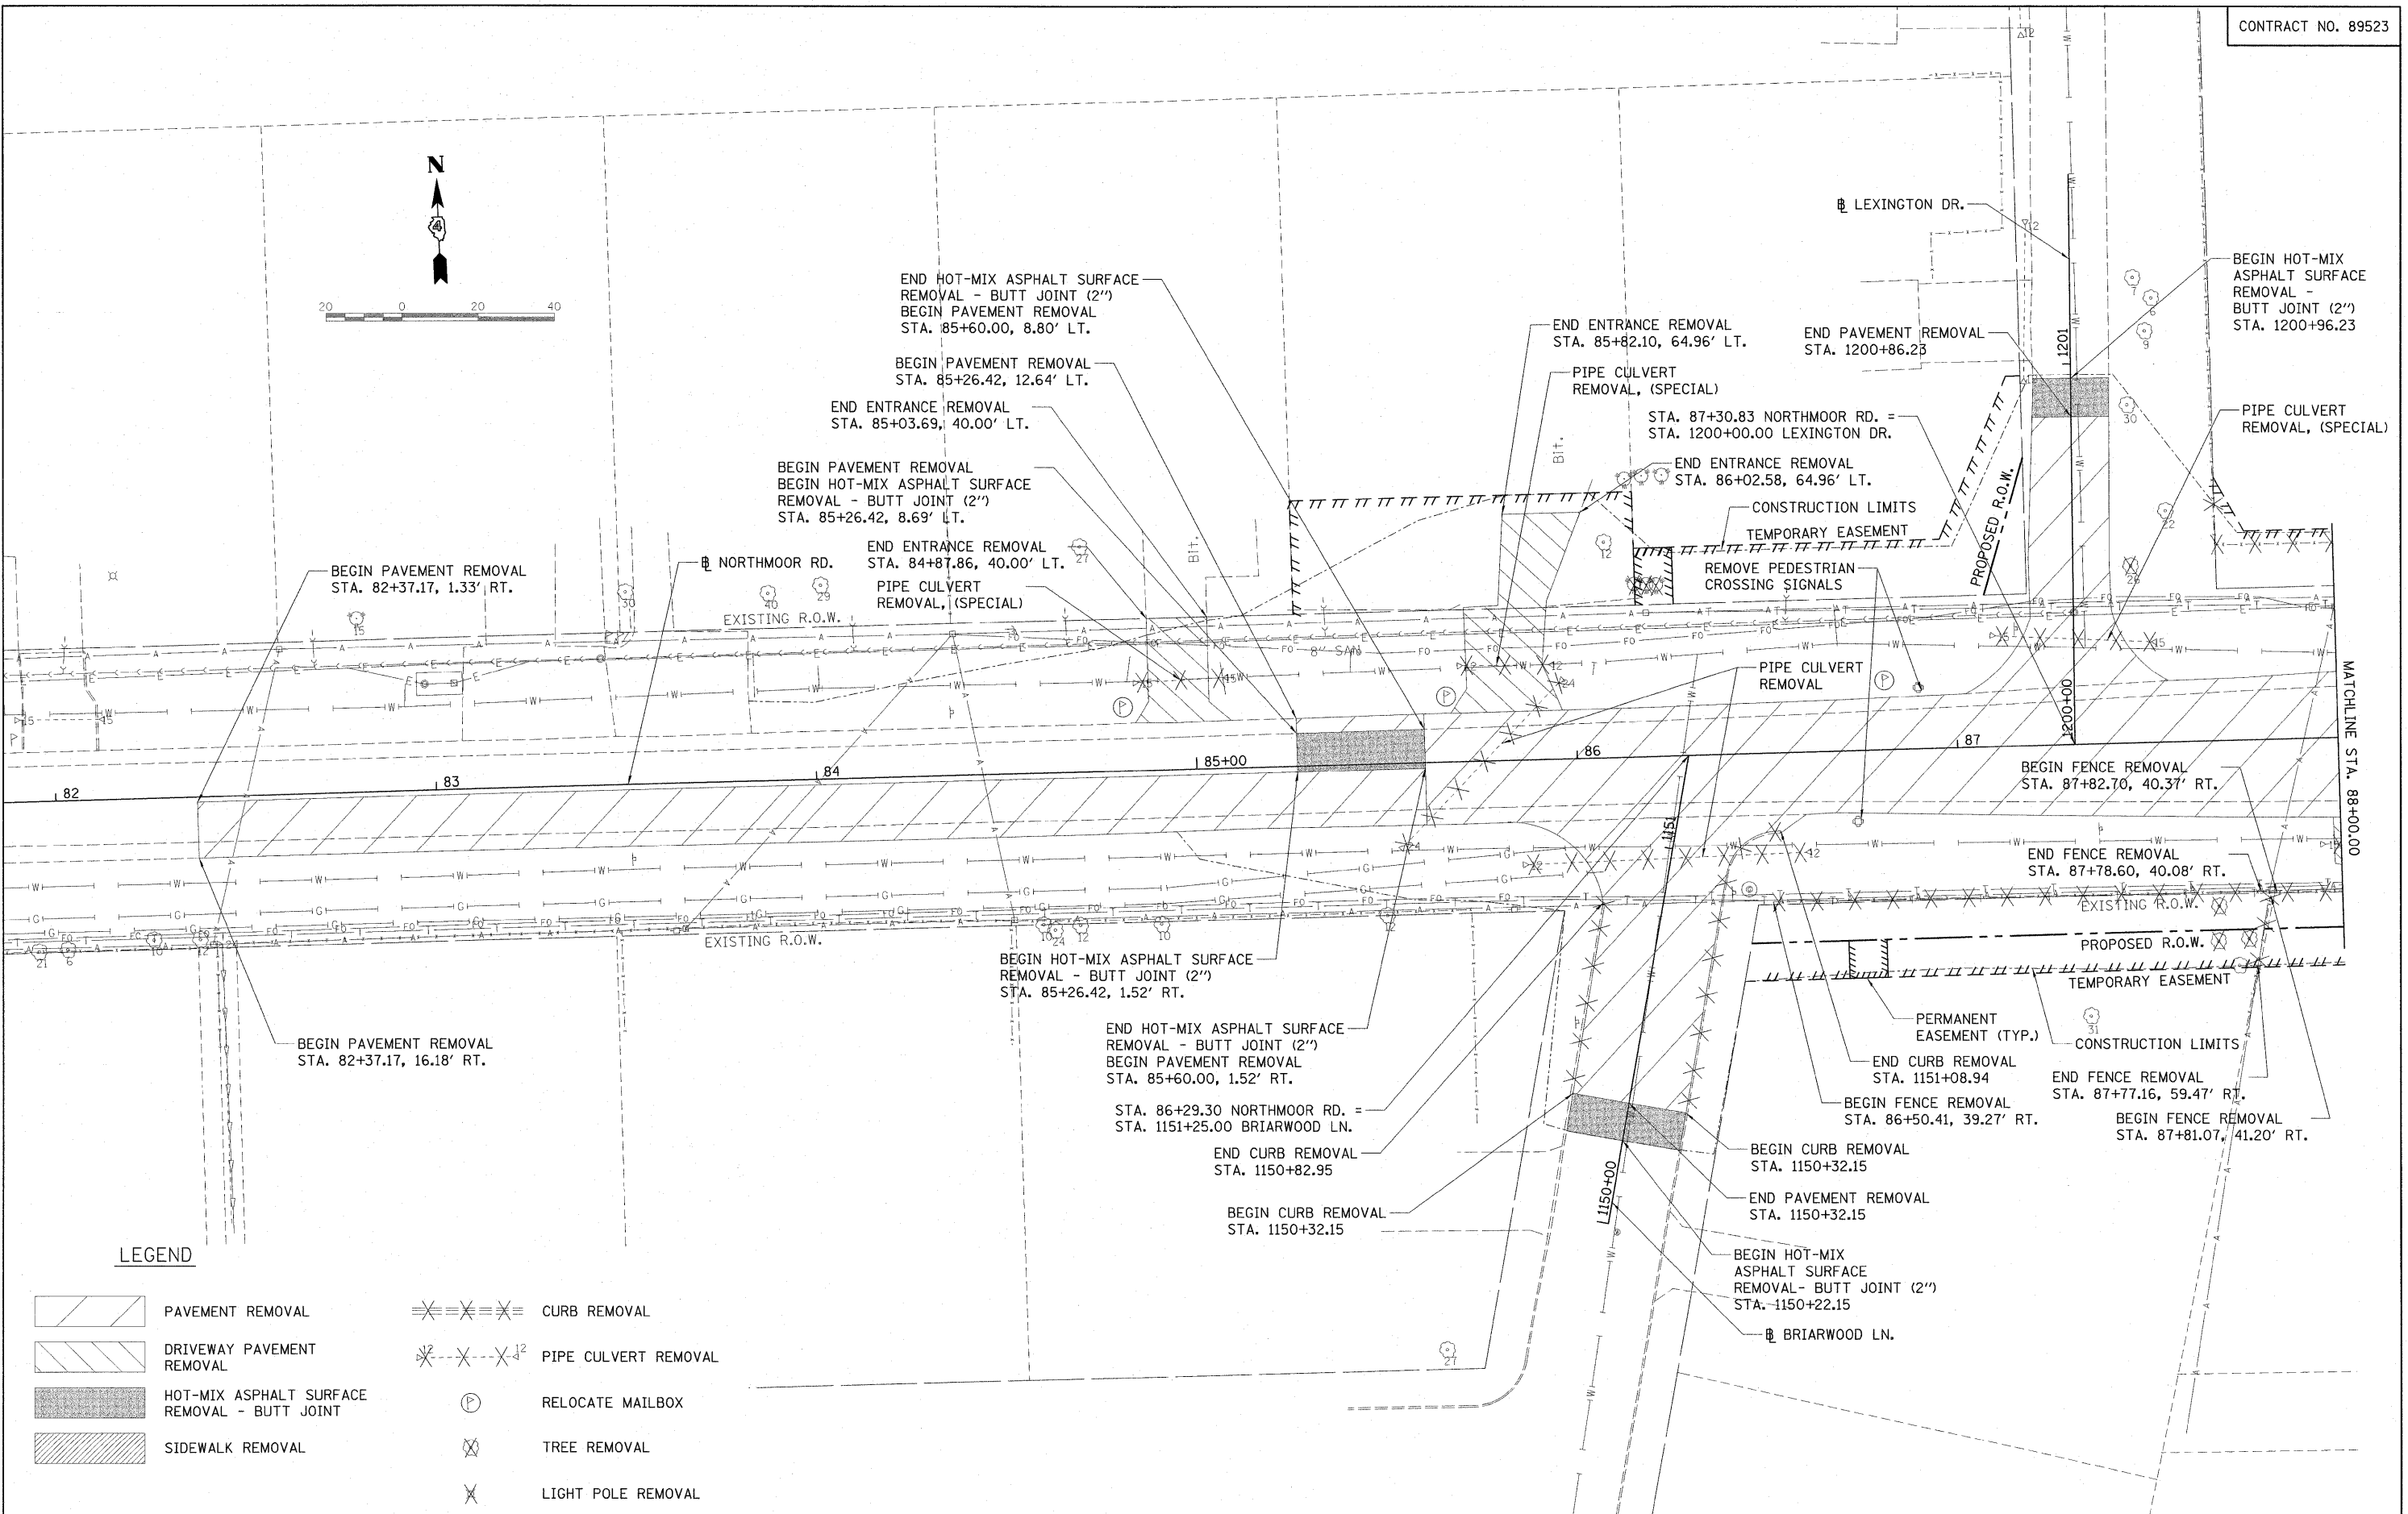 CONTRACT NO. 89523
N
4
20 0 20 40
℄ LEXINGTON DR.
BEGIN HOT-MIX
ASPHALT SURFACE
REMOVAL -
BUTT JOINT (2")
STA. 1200+96.23
END HOT-MIX ASPHALT SURFACE
REMOVAL - BUTT JOINT (2")
BEGIN PAVEMENT REMOVAL
STA. 85+60.00, 8.80' LT.
END ENTRANCE REMOVAL
STA. 85+82.10, 64.96' LT.
END PAVEMENT REMOVAL
STA. 1200+86.23
1201
BEGIN PAVEMENT REMOVAL
STA. 85+26.42, 12.64' LT.
PIPE CULVERT
REMOVAL, (SPECIAL)
END ENTRANCE REMOVAL
STA. 85+03.69, 40.00' LT.
STA. 87+30.83 NORTHMOOR RD. =
STA. 1200+00.00 LEXINGTON DR.
PIPE CULVERT
REMOVAL, (SPECIAL)
BEGIN PAVEMENT REMOVAL
BEGIN HOT-MIX ASPHALT SURFACE
REMOVAL - BUTT JOINT (2")
STA. 85+26.42, 8.69' LT.
Bit.
END ENTRANCE REMOVAL
STA. 86+02.58, 64.96' LT.
CONSTRUCTION LIMITS
TEMPORARY EASEMENT
PROPOSED R.O.W.
BEGIN PAVEMENT REMOVAL
STA. 82+37.17, 1.33' RT.
℄ NORTHMOOR RD.
END ENTRANCE REMOVAL
STA. 84+87.86, 40.00' LT.
Bit.
PIPE CULVERT
REMOVAL, (SPECIAL)
REMOVE PEDESTRIAN
CROSSING SIGNALS
EXISTING R.O.W.
8" SAN
PIPE CULVERT
REMOVAL
1200+00
MATCHLINE STA. 88+00.00
82
83
84
85+00
86
87
1151
BEGIN FENCE REMOVAL
STA. 87+82.70, 40.37' RT.
END FENCE REMOVAL
STA. 87+78.60, 40.08' RT.
EXISTING R.O.W.
EXISTING R.O.W.
PROPOSED R.O.W.
BEGIN HOT-MIX ASPHALT SURFACE
REMOVAL - BUTT JOINT (2")
STA. 85+26.42, 1.52' RT.
TEMPORARY EASEMENT
BEGIN PAVEMENT REMOVAL
STA. 82+37.17, 16.18' RT.
END HOT-MIX ASPHALT SURFACE
REMOVAL - BUTT JOINT (2")
BEGIN PAVEMENT REMOVAL
STA. 85+60.00, 1.52' RT.
PERMANENT
EASEMENT (TYP.)
31
CONSTRUCTION LIMITS
END CURB REMOVAL
STA. 1151+08.94
END FENCE REMOVAL
STA. 87+77.16, 59.47' RT.
STA. 86+29.30 NORTHMOOR RD. =
STA. 1151+25.00 BRIARWOOD LN.
BEGIN FENCE REMOVAL
STA. 86+50.41, 39.27' RT.
BEGIN FENCE REMOVAL
STA. 87+81.07, 41.20' RT.
END CURB REMOVAL
STA. 1150+82.95
BEGIN CURB REMOVAL
STA. 1150+32.15
1150+00
END PAVEMENT REMOVAL
STA. 1150+32.15
BEGIN CURB REMOVAL
STA. 1150+32.15
BEGIN HOT-MIX
ASPHALT SURFACE
REMOVAL- BUTT JOINT (2")
STA. 1150+22.15
℄ BRIARWOOD LN.
27
LEGEND
PAVEMENT REMOVAL
DRIVEWAY PAVEMENT
REMOVAL
HOT-MIX ASPHALT SURFACE
REMOVAL - BUTT JOINT
SIDEWALK REMOVAL
CURB REMOVAL
12 12 PIPE CULVERT REMOVAL
P RELOCATE MAILBOX
TREE REMOVAL
LIGHT POLE REMOVAL